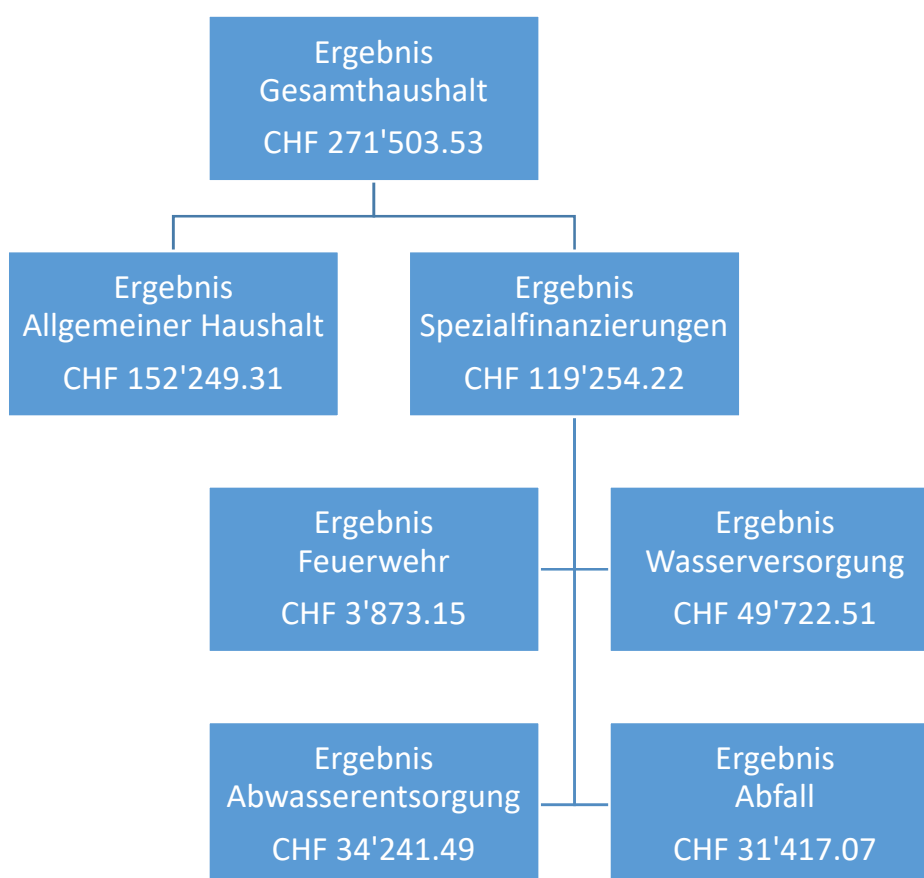 Ergebnis
Gesamthaushalt
CHF 271'503.53
Ergebnis
Allgemeiner Haushalt
CHF 152'249.31
Ergebnis
Spezialfinanzierungen
CHF 119'254.22
Ergebnis
Feuerwehr
CHF 3'873.15
Ergebnis
Wasserversorgung
CHF 49'722.51
Ergebnis
Abwasserentsorgung
CHF 34'241.49
Ergebnis
Abfall
CHF 31'417.07